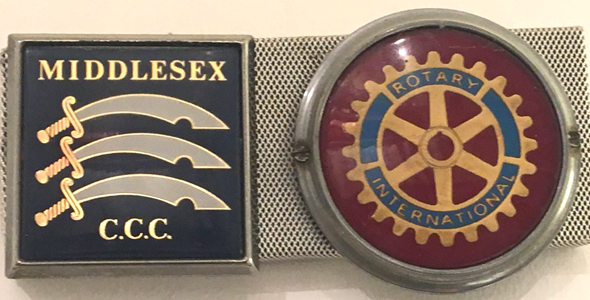 MIDDLESEX
C.C.C.
ROTARY
INTERNATIONAL